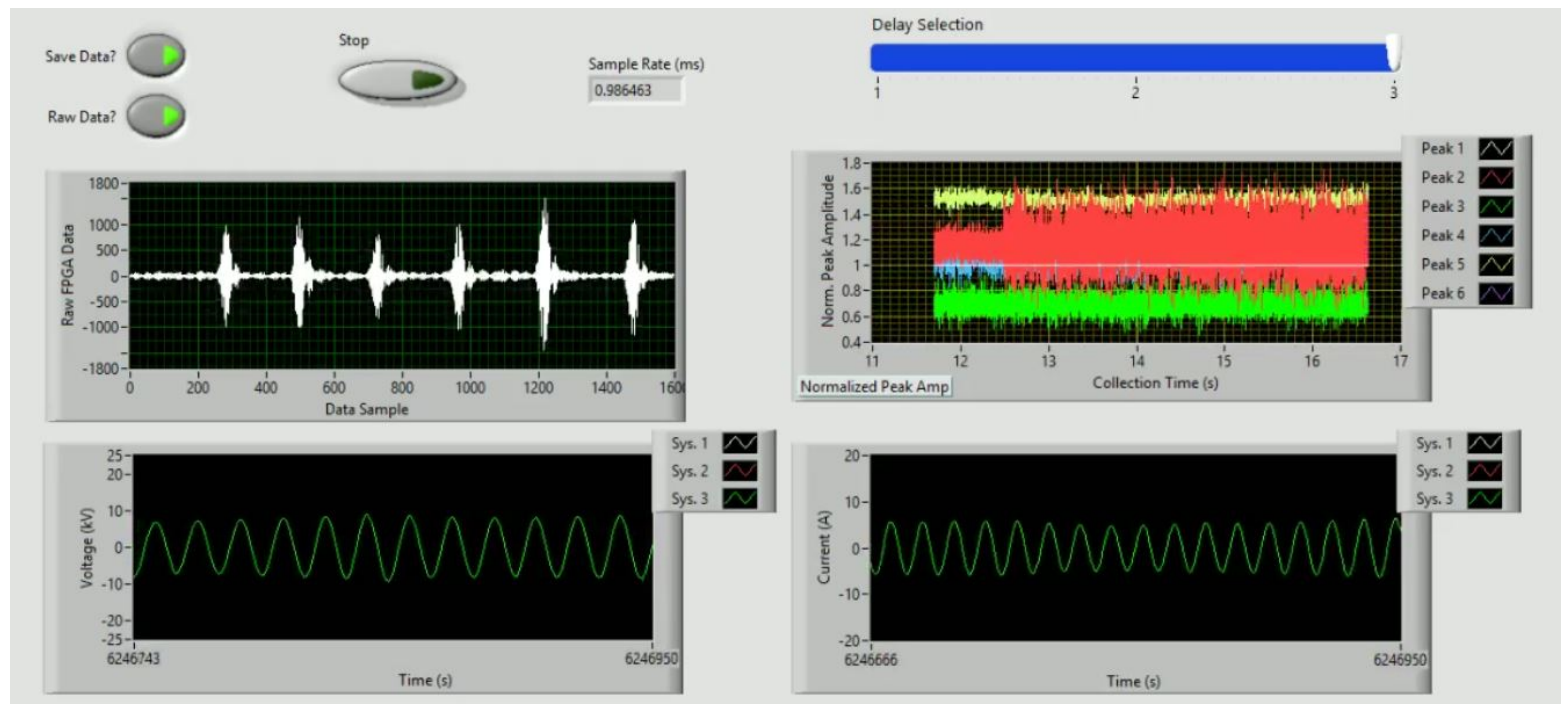 Save Data?
Raw Data?
Stop
Sample Rate (ms)
0.986463
Delay Selection
1 2 3
Raw FPGA Data
1800
1000
500
0
-500
-1000
-1800
0 200 400 600 800 1000 1200 1400 1600
Data Sample
Norm. Peak Amplitude
1.8
1.6
1.4
1.2
1
0.8
0.6
0.4
11 12 13 14 15 16 17
Collection Time (s)
Normalized Peak Amp
Peak 1
Peak 2
Peak 3
Peak 4
Peak 5
Peak 6
Voltage (kV)
25
20
10
0
-10
-20
-25
6246743 6246950
Time (s)
Sys. 1
Sys. 2
Sys. 3
Current (A)
20
10
0
-10
-20
6246666 6246950
Time (s)
Sys. 1
Sys. 2
Sys. 3